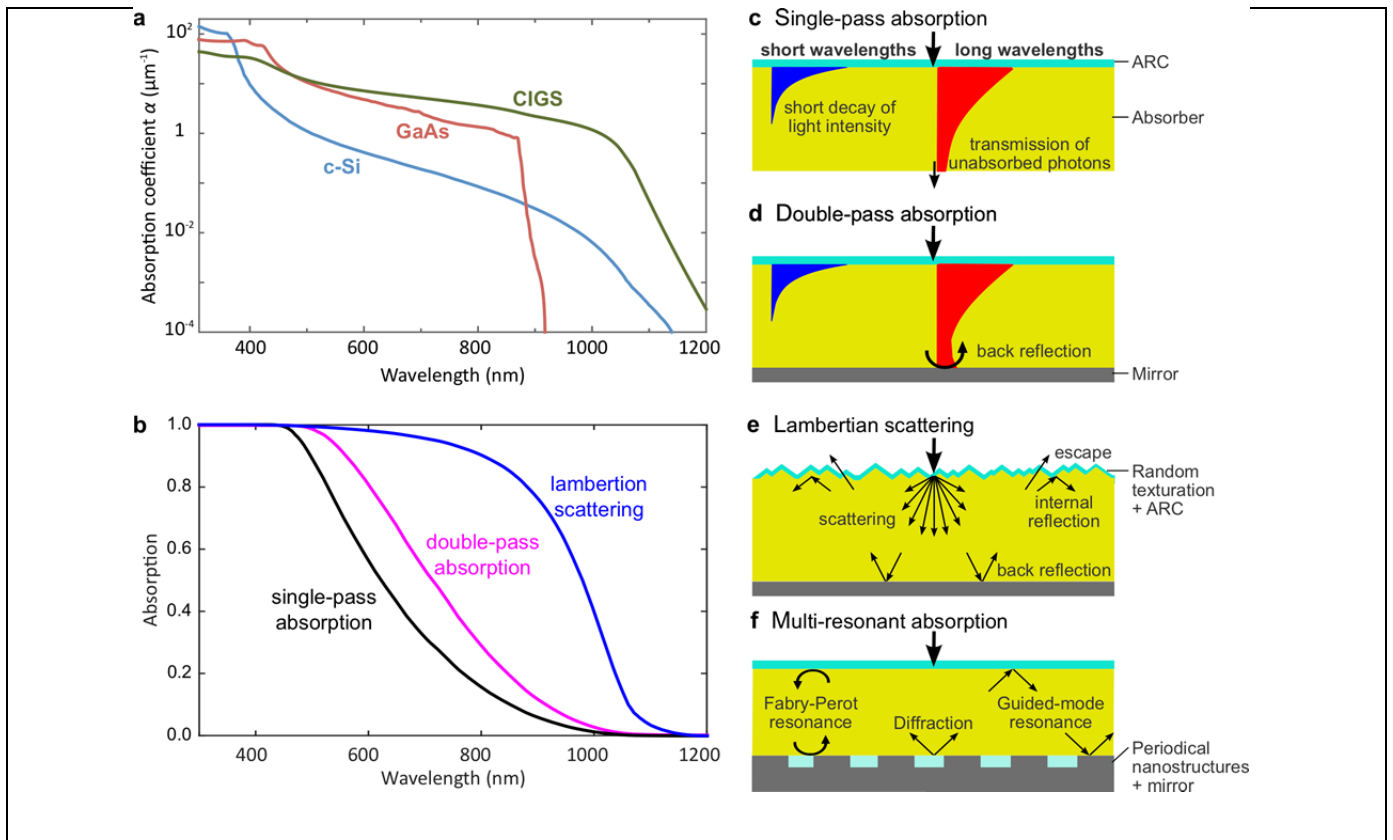 a
10²
1
10⁻²
10⁻⁴
Absorption coefficient α (μm⁻¹)
CIGS
GaAs
c-Si
400 600 800 1000 1200
Wavelength (nm)
b
1.0
0.8
0.6
0.4
0.2
0.0
Absorption
lambertion
scattering
double-pass
absorption
single-pass
absorption
400 600 800 1000 1200
Wavelength (nm)
c Single-pass absorption
short wavelengths long wavelengths
ARC
short decay of
light intensity
Absorber
transmission of
unabsorbed photons
d Double-pass absorption
back reflection
Mirror
e Lambertian scattering
escape
Random
texturation
+ ARC
scattering
internal
reflection
back reflection
f Multi-resonant absorption
Fabry-Perot
resonance
Diffraction
Guided-mode
resonance
Periodical
nanostructures
+ mirror